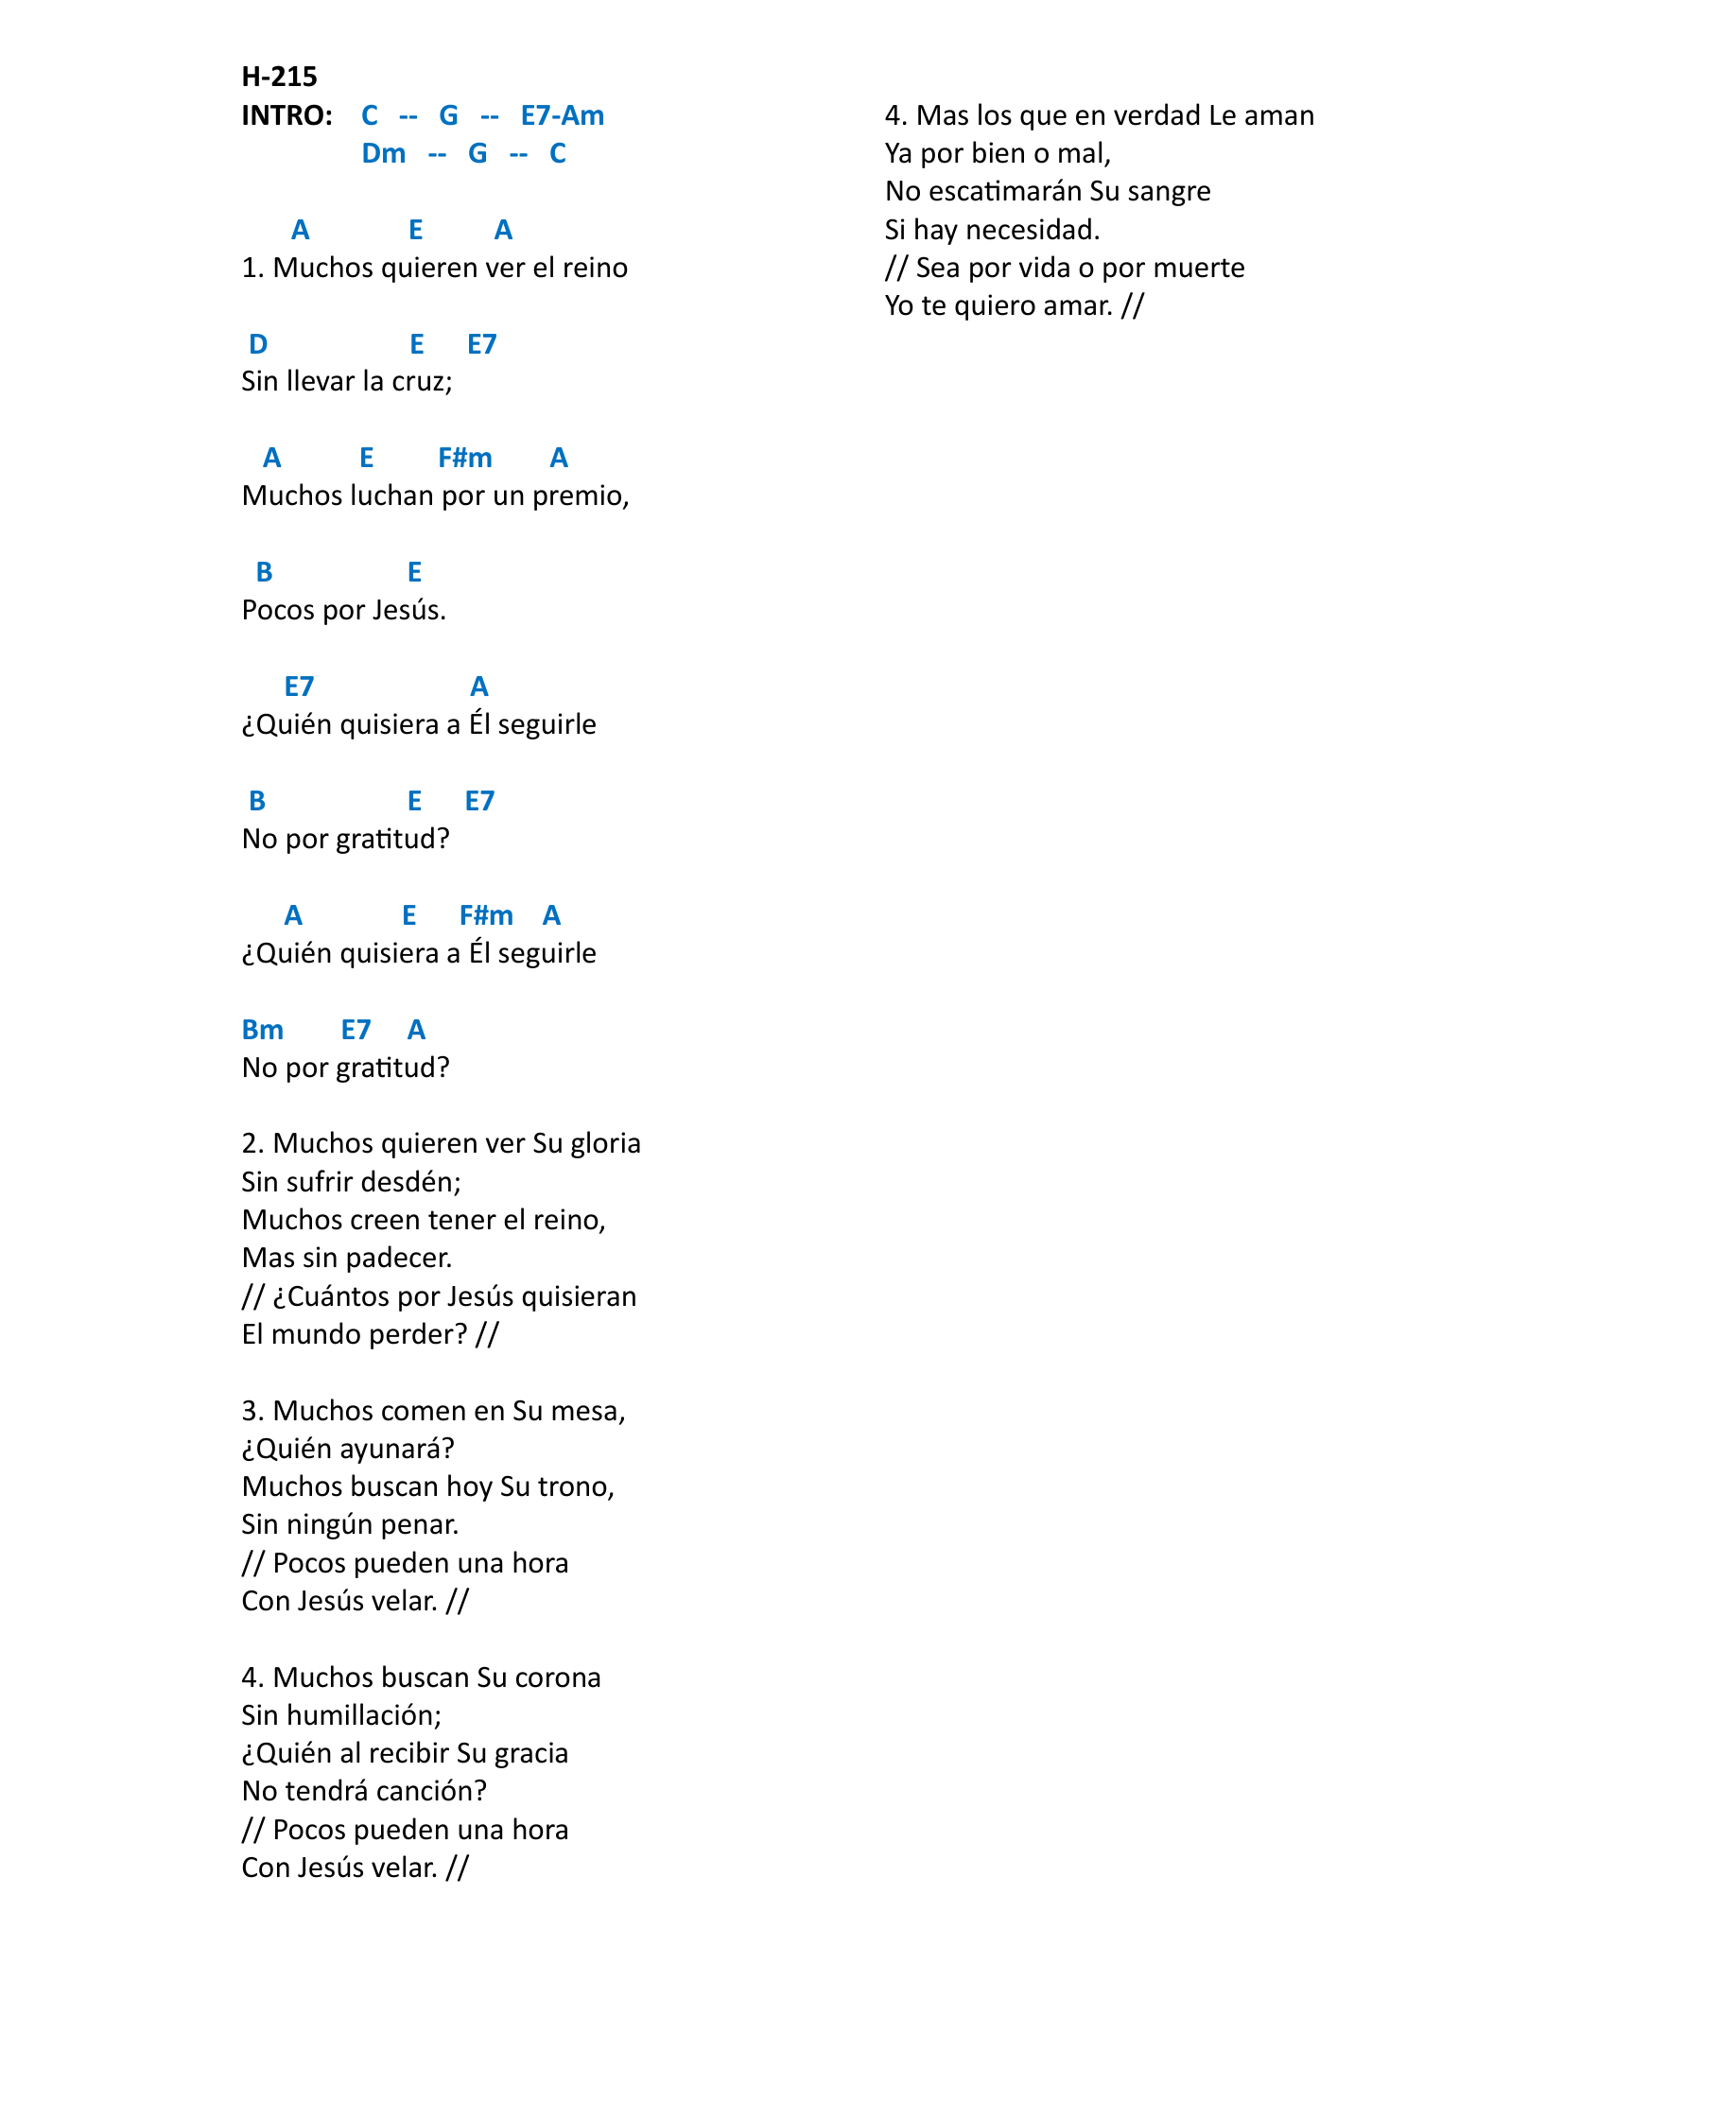 H-215
INTRO: C -- G -- E7-Am
Dm -- G -- C
A E A
1. Muchos quieren ver el reino
D E E7
Sin llevar la cruz;
A E F#m A
Muchos luchan por un premio,
B E
Pocos por Jesús.
E7 A
¿Quién quisiera a Él seguirle
B E E7
No por gratitud?
A E F#m A
¿Quién quisiera a Él seguirle
Bm E7 A
No por gratitud?
2. Muchos quieren ver Su gloria
Sin sufrir desdén;
Muchos creen tener el reino,
Mas sin padecer.
// ¿Cuántos por Jesús quisieran
El mundo perder? //
3. Muchos comen en Su mesa,
¿Quién ayunará?
Muchos buscan hoy Su trono,
Sin ningún penar.
// Pocos pueden una hora
Con Jesús velar. //
4. Muchos buscan Su corona
Sin humillación;
¿Quién al recibir Su gracia
No tendrá canción?
// Pocos pueden una hora
Con Jesús velar. //
4. Mas los que en verdad Le aman
Ya por bien o mal,
No escatimarán Su sangre
Si hay necesidad.
// Sea por vida o por muerte
Yo te quiero amar. //